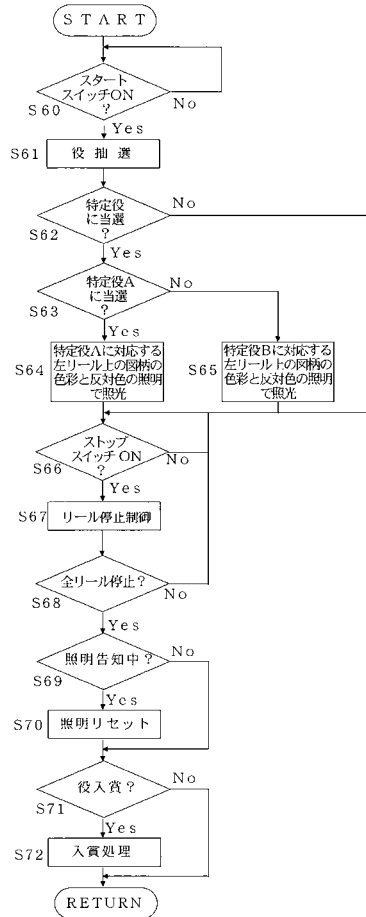 START
スタート
スイッチON
?
No
S60
Yes
S61
役 抽 選
特定役
に当選
?
No
S62
Yes
特定役A
に当選
?
No
S63
Yes
特定役Aに対応する
左リール上の図柄の
色彩と反対色の照明
で照光
S64
特定役Bに対応する
左リール上の図柄の
色彩と反対色の照明
で照光
S65
ストップ
スイッチON
?
No
S66
Yes
S67
リール停止制御
全リール停止?
No
S68
Yes
照明告知中?
No
S69
Yes
S70
照明リセット
役入賞?
No
S71
Yes
S72
入賞処理
RETURN